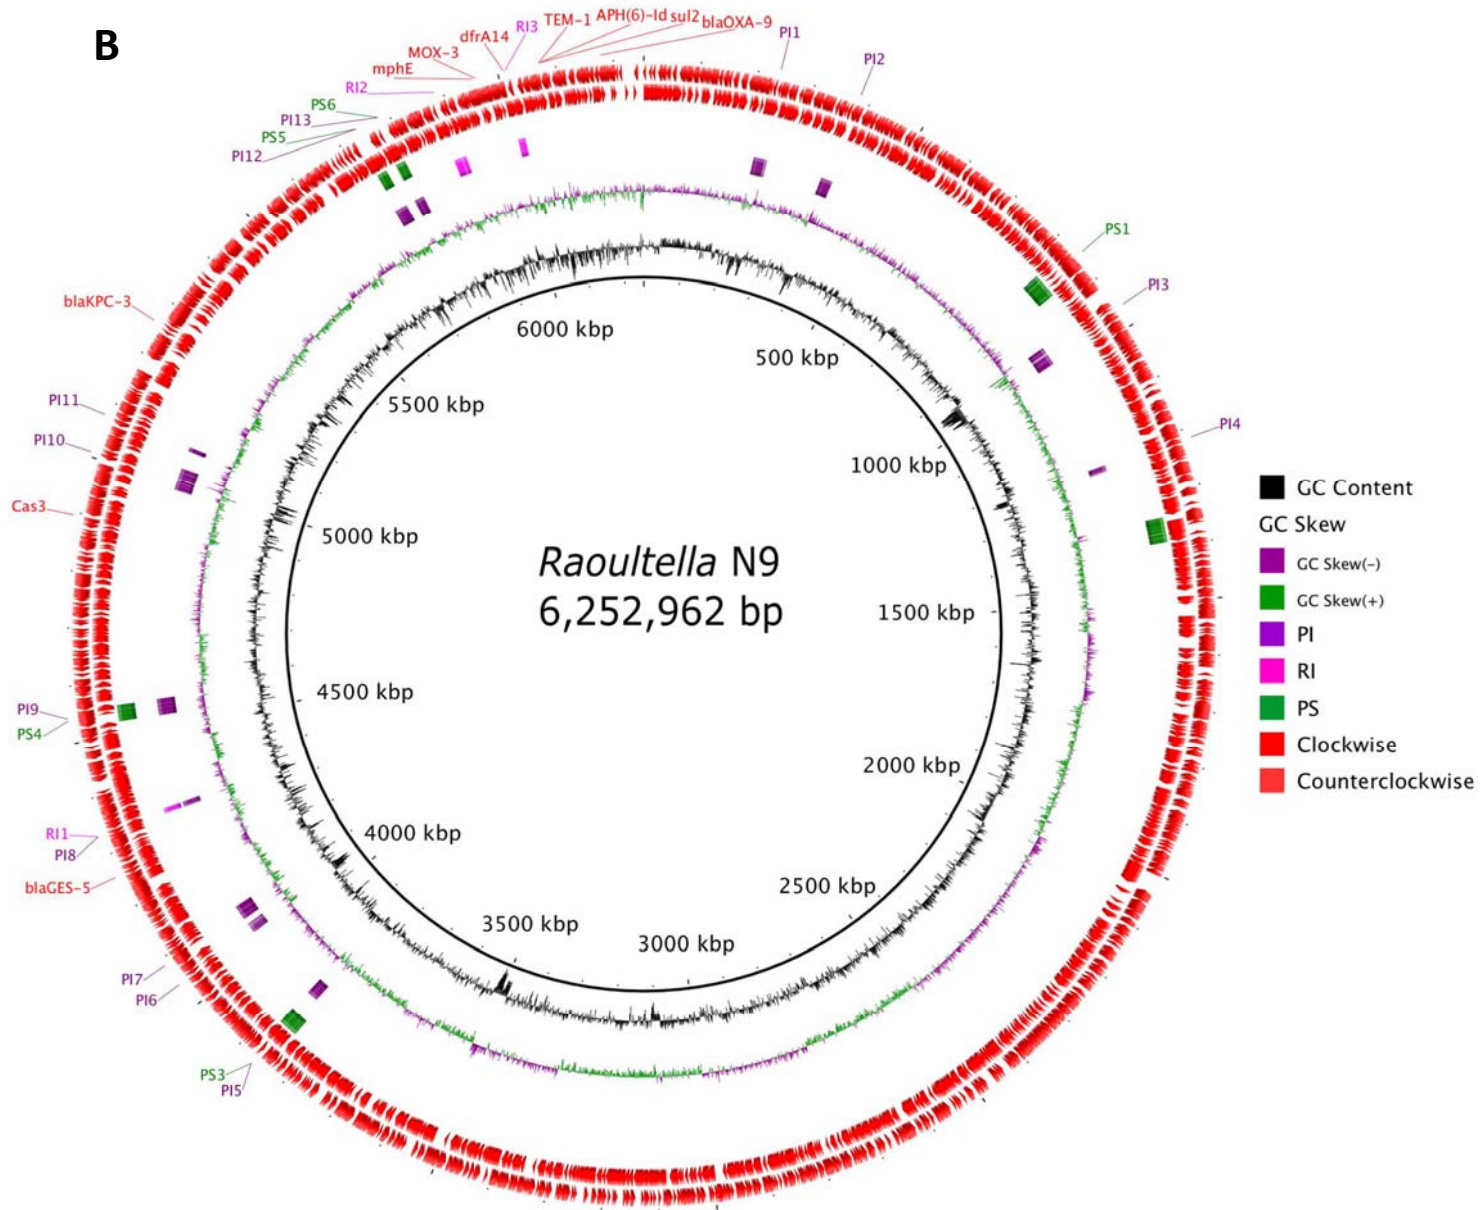 B
mphE
MOX-3
dfrA14
RI3
TEM-1
APH(6)-Id
sul2
blaOXA-9
PI1
PI2
RI2
PS6
PI13
PS5
PI12
PS1
PI3
PI4
blaKPC-3
PI11
PI10
Cas3
PI9
PS4
RI1
PI8
blaGES-5
PI7
PI6
PS3
PI5
6000 kbp
500 kbp
5500 kbp
1000 kbp
5000 kbp
1500 kbp
4500 kbp
2000 kbp
4000 kbp
2500 kbp
3500 kbp
3000 kbp
Raoultella N9
6,252,962 bp
GC Content
GC Skew
GC Skew(-)
GC Skew(+)
PI
RI
PS
Clockwise
Counterclockwise